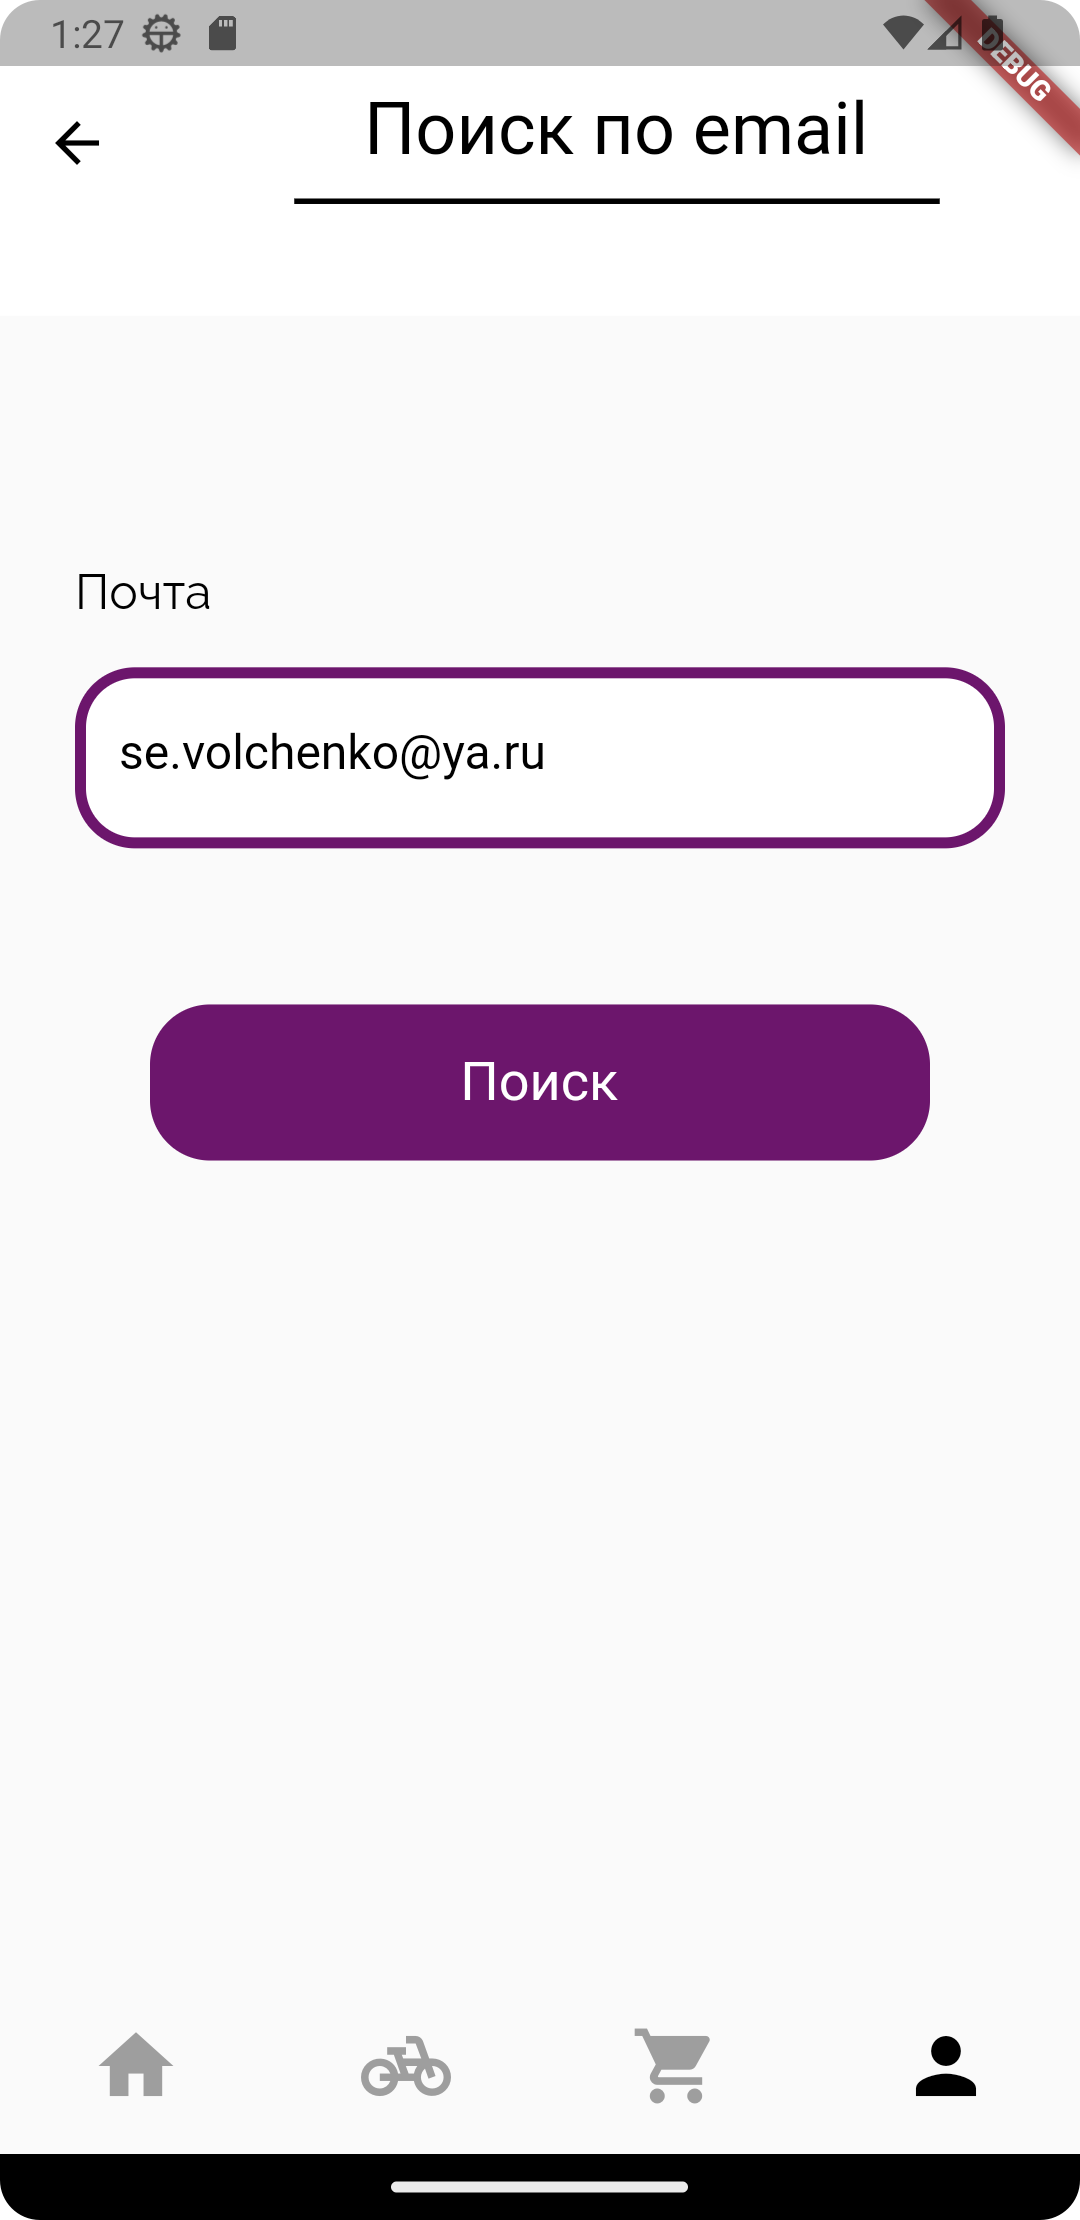 1:27
DEBUG
Поиск по email
Почта
se.volchenko@ya.ru
Поиск